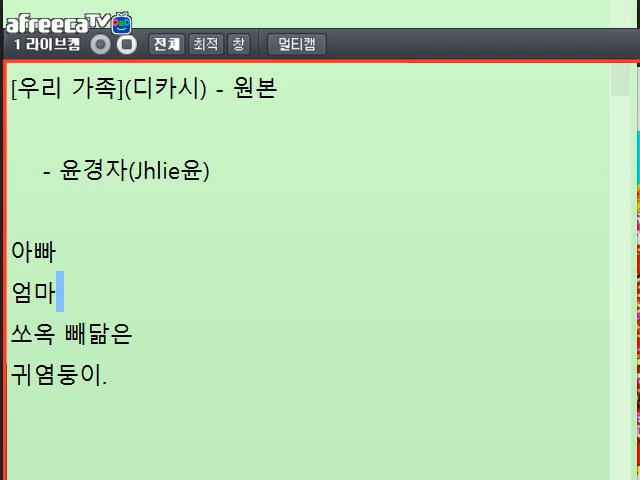 afreecaTV
1 라이브캠 전체 최적 창 멀티캠
[우리 가족](디카시) - 원본
- 윤경자(Jhlie윤)
아빠
엄마
쏘옥 빼닮은
귀염둥이.